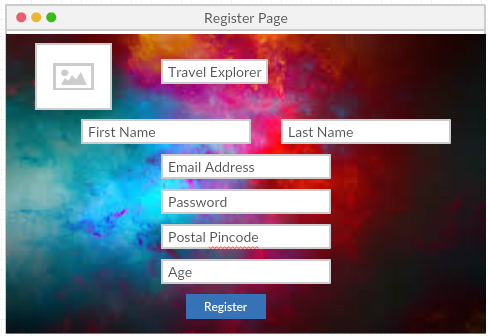 Register Page
Travel Explorer
First Name Last Name
Email Address
Password
Postal Pincode
Age
Register